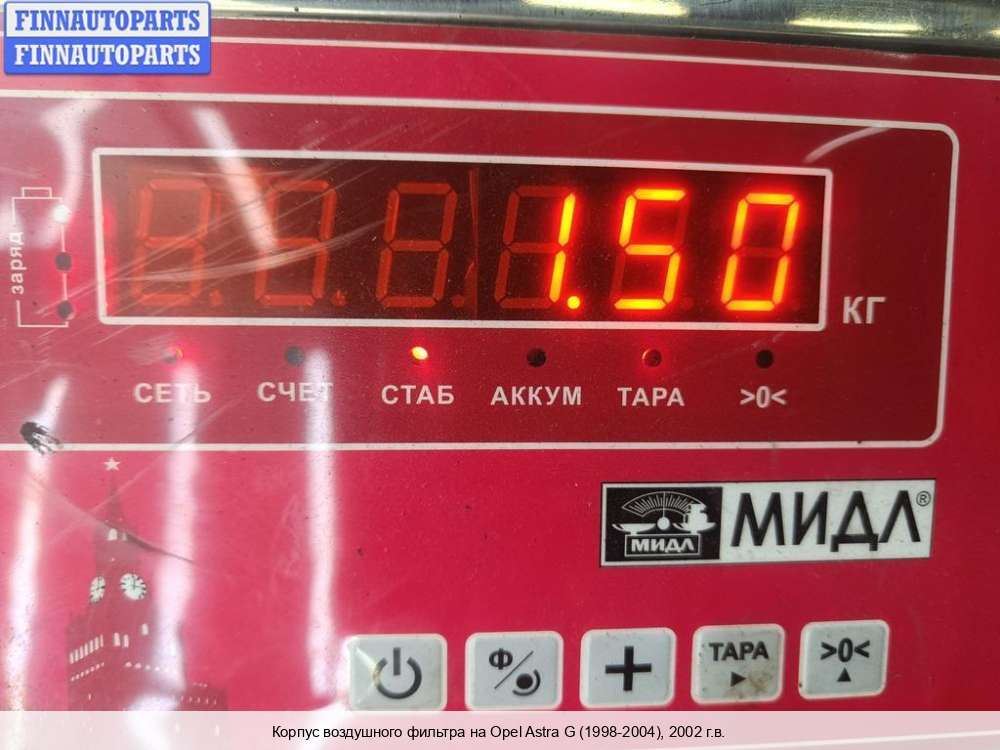 FINNAUTOPARTS
FINNAUTOPARTS
заряд
1.50
КГ
СЕТЬ СЧЕТ СТАБ АККУМ ТАРА >0<
МИДЛ МИДЛ®
Ф/ + ТАРА >0<
Корпус воздушного фильтра на Opel Astra G (1998-2004), 2002 г.в.